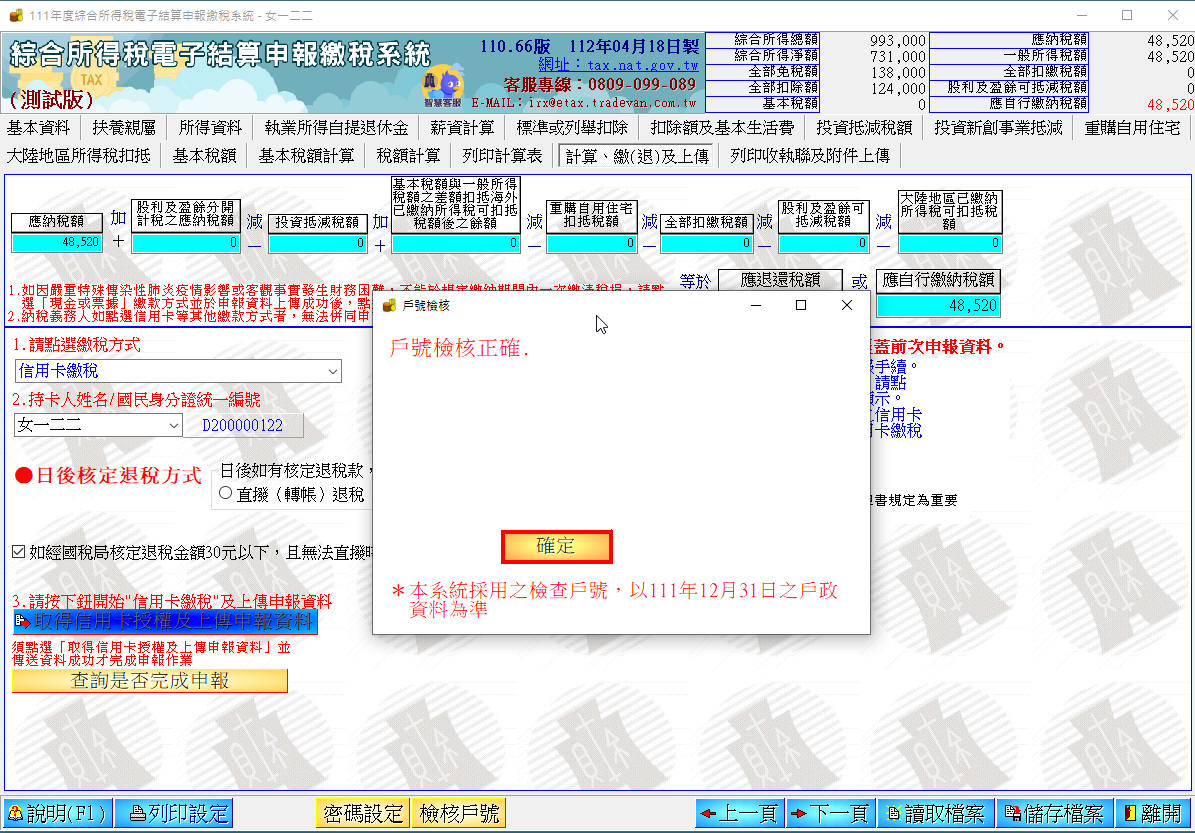 111年度綜合所得稅電子結算申報繳稅系統 - 女一二二
綜合所得稅電子結算申報繳稅系統
TAX
(測試版)
智慧客服
110.66版 112年04月18日製
網址：tax.nat.gov.tw
客服專線：0809-099-089
E-MAIL：irx@etax.tradevan.com.tw
綜合所得總額 993,000 應納稅額 48,520
綜合所得淨額 731,000 一般所得稅額 48,520
全部免稅額 138,000 全部扣繳稅額 0
全部扣除額 124,000 股利及盈餘可抵減稅額 0
基本稅額 0 應自行繳納稅額 48,520
基本資料 扶養親屬 所得資料 執業所得自提退休金 薪資計算 標準或列舉扣除 扣除額及基本生活費 投資抵減稅額 投資新創事業抵減 重購自用住宅
大陸地區所得稅扣抵 基本稅額 基本稅額計算 稅額計算 列印計算表 計算、繳(退)及上傳 列印收執聯及附件上傳
應納稅額
48,520
加
＋
股利及盈餘分開
計稅之應納稅額
0
減
－
投資抵減稅額
0
加
＋
基本稅額與一般所得
稅額之差額扣抵海外
已繳納所得稅可扣抵
稅額後之餘額
0
減
－
重購自用住宅
扣抵稅額
0
減
－
全部扣繳稅額
0
減
－
股利及盈餘可
抵減稅額
0
減
－
大陸地區已繳納
所得稅可扣抵稅
額
0
等於 應退還稅額 或 應自行繳納稅額
48,520
1.如因嚴重特殊傳染性肺炎疫情影響或客觀事實發生財務困難，不能於規定繳納期間內一次繳清稅捐，請點
選「現金或票據」繳款方式並於申報資料上傳成功後，點
2.納稅義務人如點選信用卡等其他繳款方式者，無法併同申
1.請點選繳稅方式
信用卡繳稅
2.持卡人姓名/國民身分證統一編號
女一二二 D200000122
●日後核定退稅方式
日後如有核定退稅款，
直撥（轉帳）退稅
如經國稅局核定退稅金額30元以下，且無法直撥
3.請按下鈕開始"信用卡繳稅"及上傳申報資料
取得信用卡授權及上傳申報資料
須點選「取得信用卡授權及上傳申報資料」並
傳送資料成功才完成申報作業
查詢是否完成申報
蓋前次申報資料。
手續。
請點
示。
信用卡
卡繳稅
書規定為重要
戶號檢核
戶號檢核正確.
確定
＊本系統採用之檢查戶號，以111年12月31日之戶政
資料為準
說明(F1) 列印設定 密碼設定 檢核戶號 上一頁 下一頁 讀取檔案 儲存檔案 離開